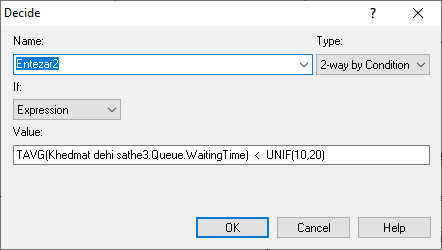 Decide
Name: Type:
Entezar2 2-way by Condition
If:
Expression
Value:
TAVG(Khedmat dehi sathe3.Queue.WaitingTime) < UNIF(10,20)
OK Cancel Help